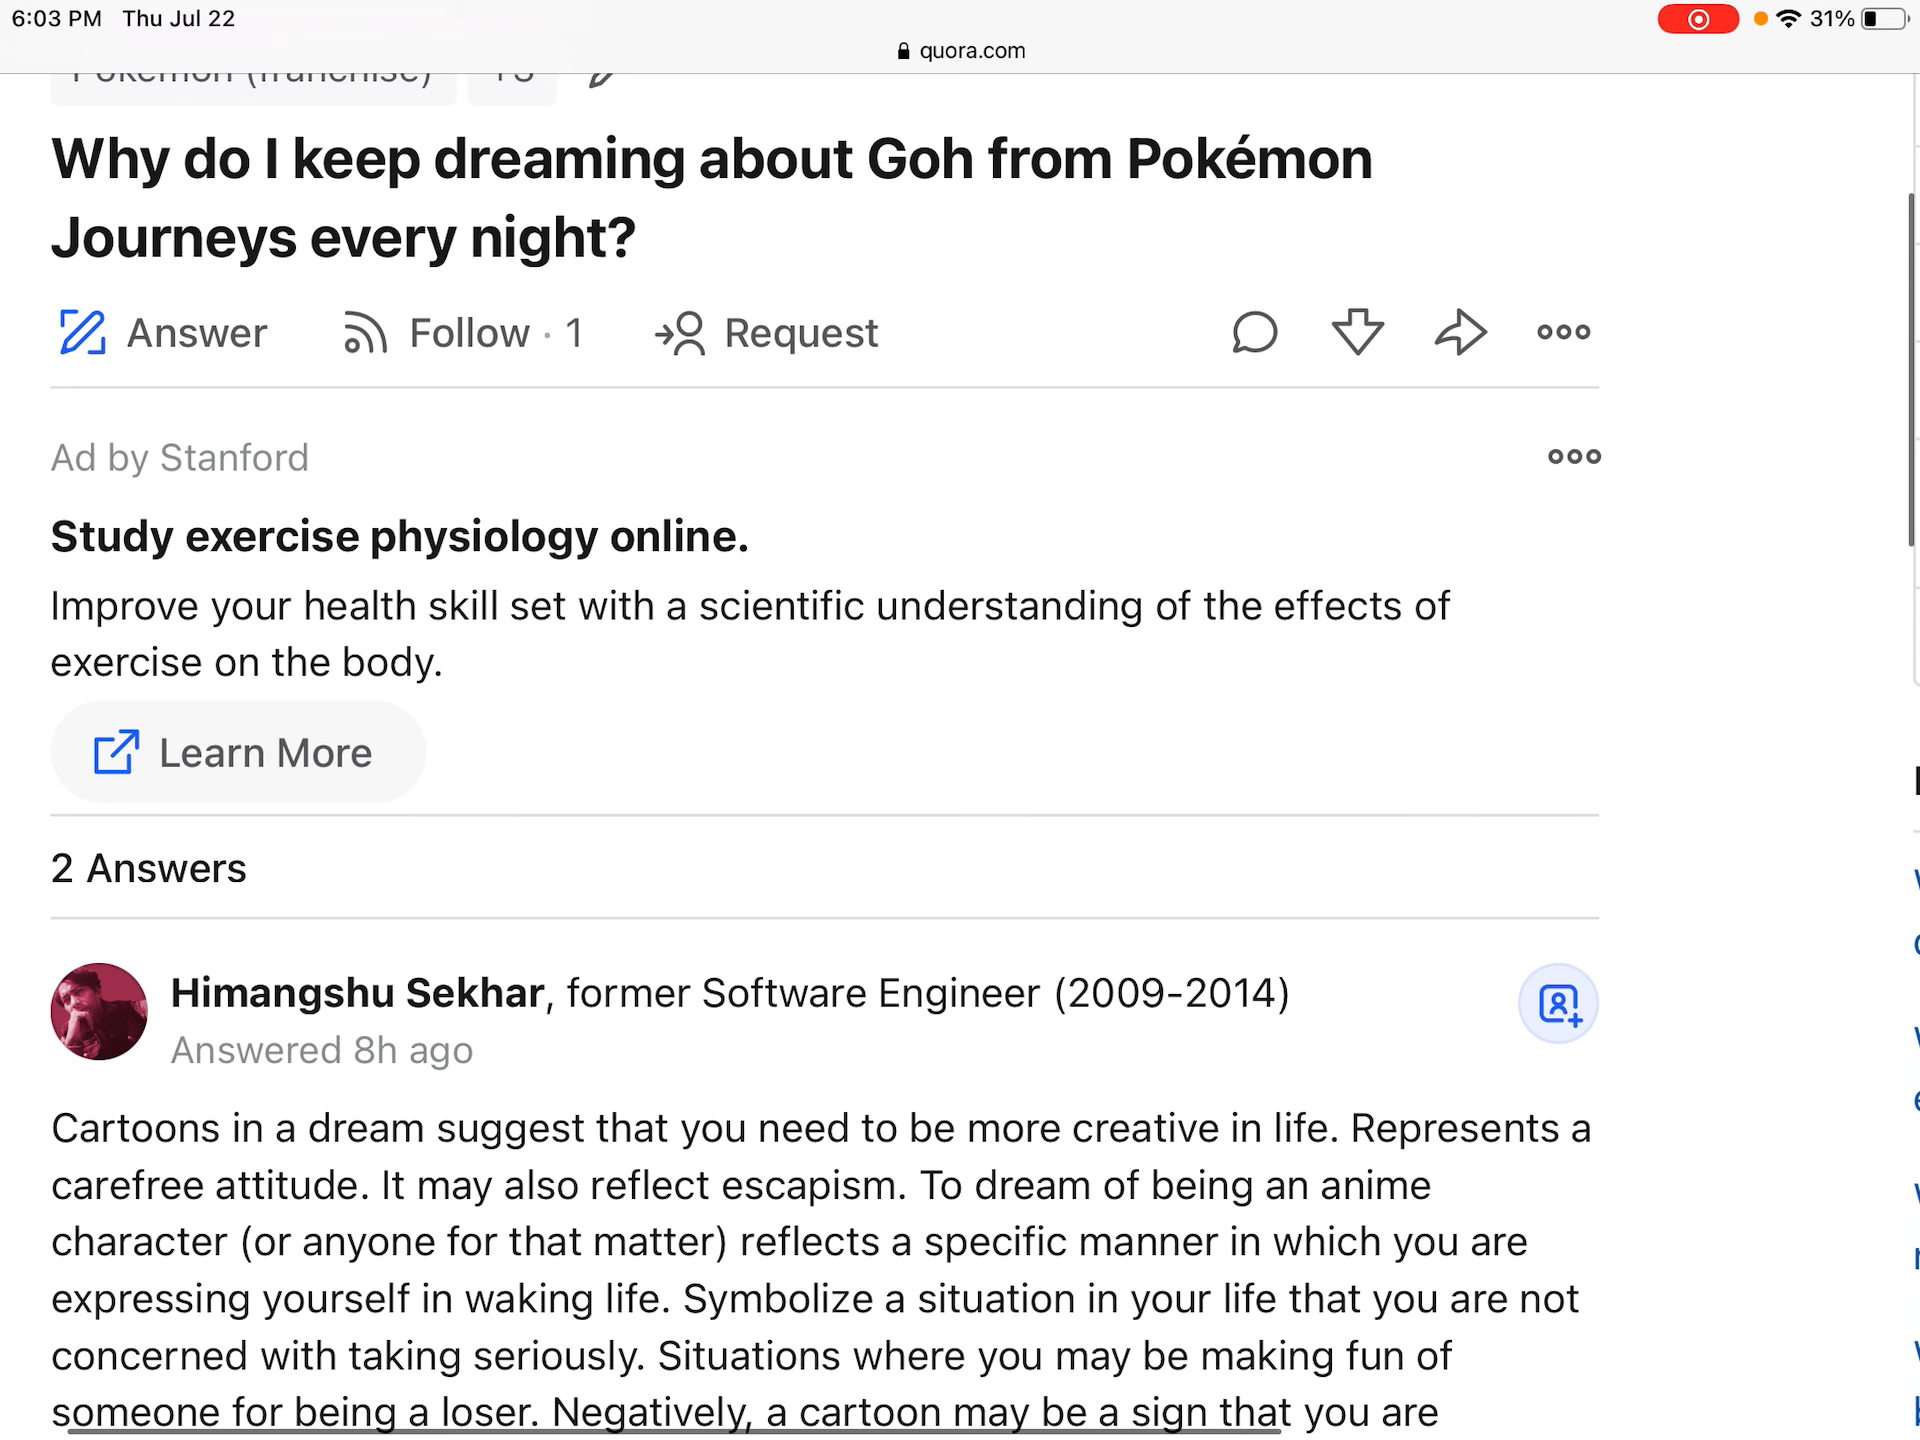 6:03 PM Thu Jul 22
31%
quora.com
Pokémon (franchise)
Why do I keep dreaming about Goh from Pokémon
Journeys every night?
Answer
Follow · 1
Request
Ad by Stanford
Study exercise physiology online.
Improve your health skill set with a scientific understanding of the effects of
exercise on the body.
Learn More
2 Answers
Himangshu Sekhar, former Software Engineer (2009-2014)
Answered 8h ago
Cartoons in a dream suggest that you need to be more creative in life. Represents a
carefree attitude. It may also reflect escapism. To dream of being an anime
character (or anyone for that matter) reflects a specific manner in which you are
expressing yourself in waking life. Symbolize a situation in your life that you are not
concerned with taking seriously. Situations where you may be making fun of
someone for being a loser. Negatively, a cartoon may be a sign that you are